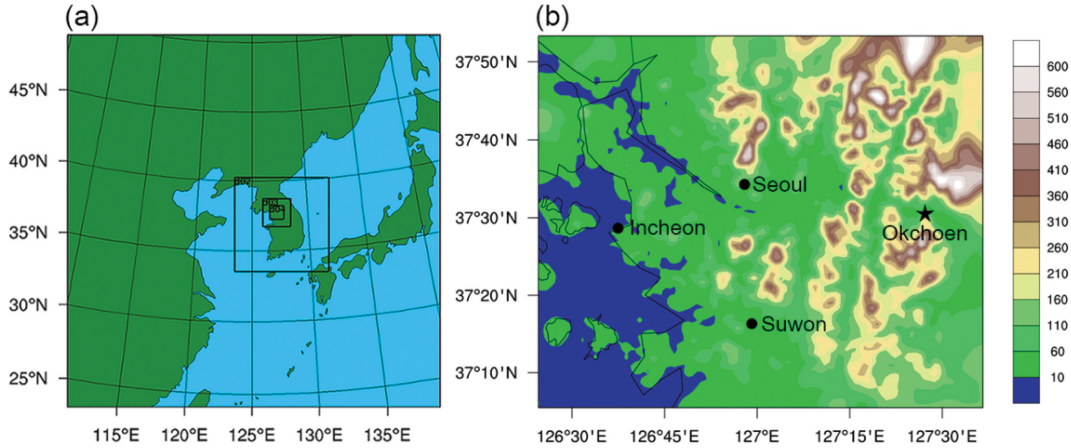 (a)
45°N
40°N
35°N
30°N
25°N
115°E 120°E 125°E 130°E 135°E
D02
D03
D04
(b)
37°50'N
37°40'N
37°30'N
37°20'N
37°10'N
126°30'E 126°45'E 127°E 127°15'E 127°30'E
Seoul
Incheon
Okchoen
Suwon
600
560
510
460
410
360
310
260
210
160
110
60
10